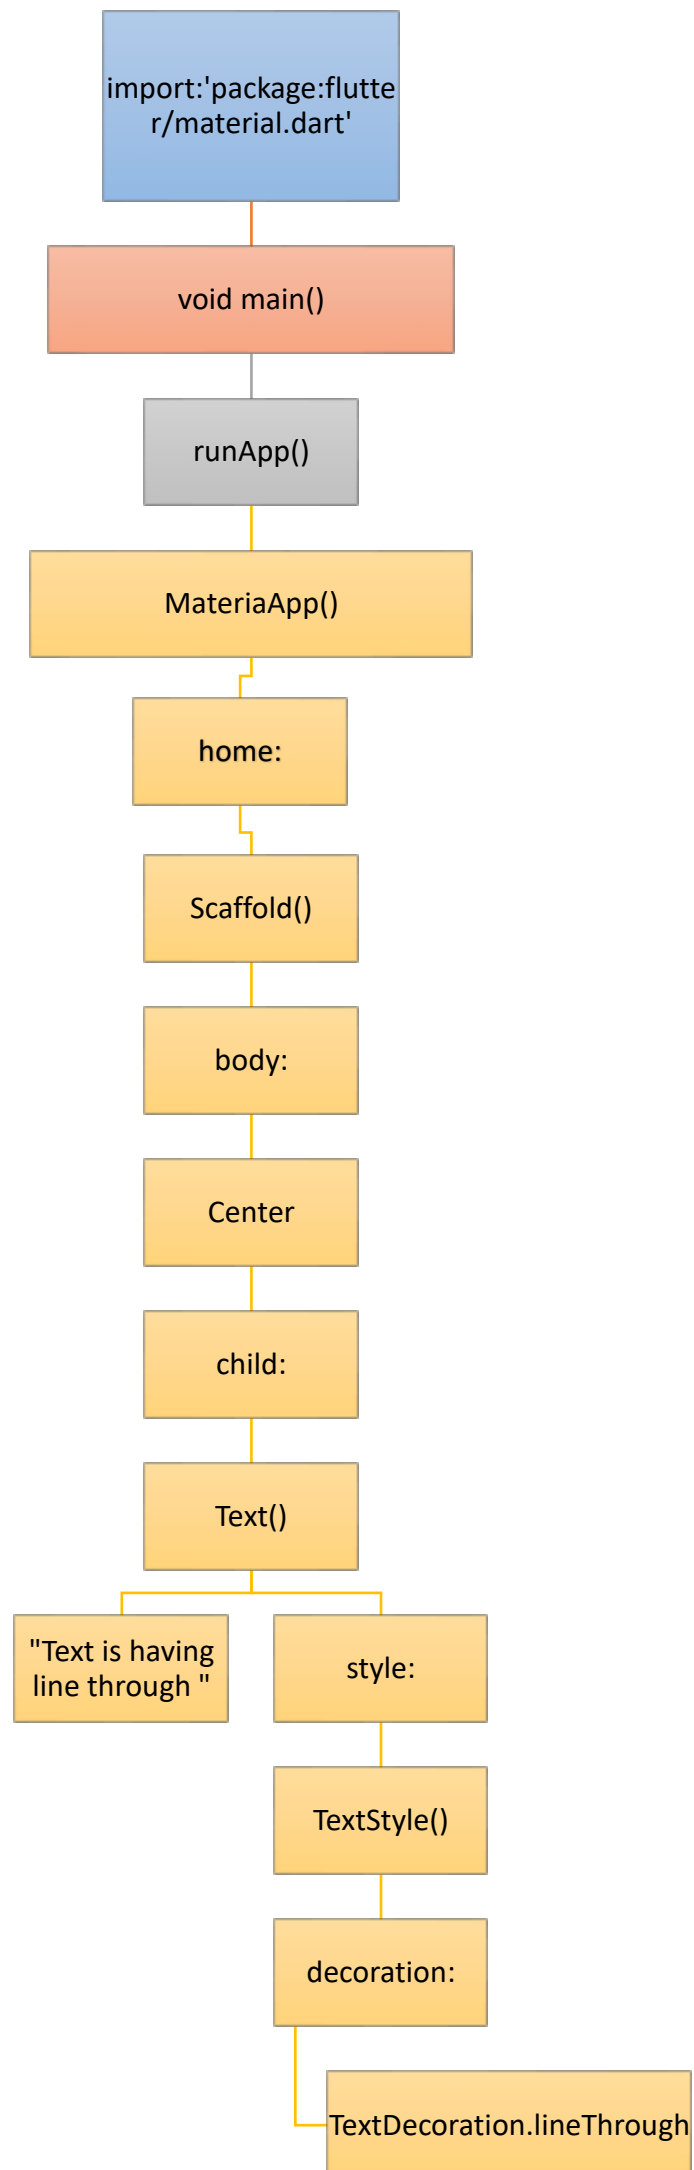 import:'package:flutte
r/material.dart'
void main()
runApp()
MateriaApp()
home:
Scaffold()
body:
Center
child:
Text()
"Text is having
line through "
style:
TextStyle()
decoration:
TextDecoration.lineThrough